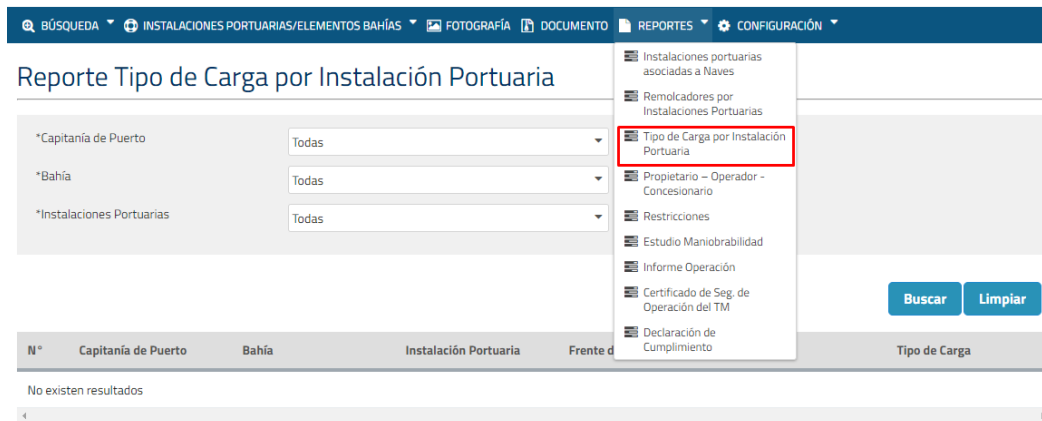 BÚSQUEDA INSTALACIONES PORTUARIAS/ELEMENTOS BAHÍAS FOTOGRAFÍA DOCUMENTO REPORTES CONFIGURACIÓN
Reporte Tipo de Carga por Instalación Portuaria
*Capitanía de Puerto
Todas
*Bahía
Todas
*Instalaciones Portuarias
Todas
Instalaciones portuarias
asociadas a Naves
Remolcadores por
Instalaciones Portuarias
Tipo de Carga por Instalación
Portuaria
Propietario – Operador -
Concesionario
Restricciones
Estudio Maniobrabilidad
Informe Operación
Certificado de Seg. de
Operación del TM
Declaración de
Cumplimiento
Buscar Limpiar
N° Capitanía de Puerto Bahía Instalación Portuaria Frente d Tipo de Carga
No existen resultados